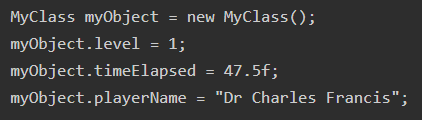 MyClass myObject = new MyClass();
myObject.level = 1;
myObject.timeElapsed = 47.5f;
myObject.playerName = "Dr Charles Francis";